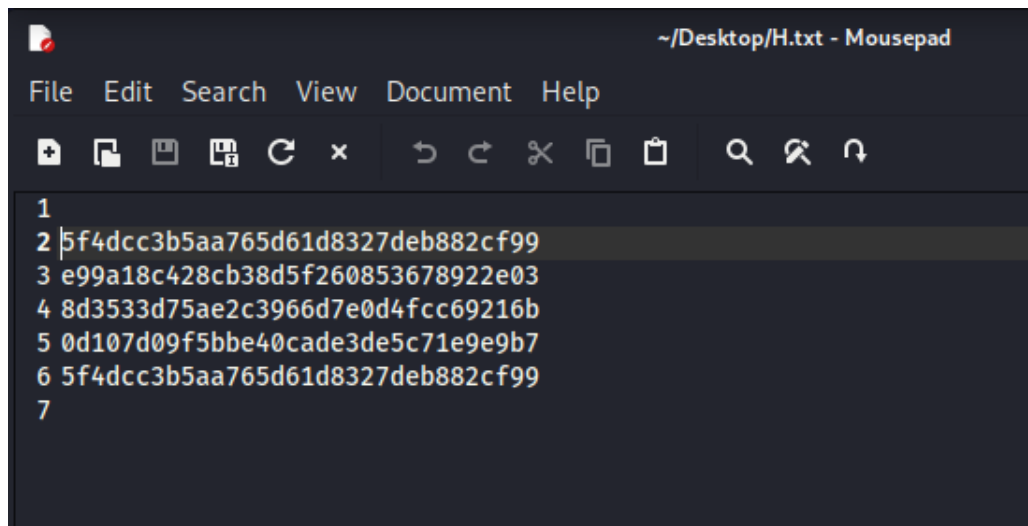 ~/Desktop/H.txt - Mousepad
File Edit Search View Document Help
1
2 5f4dcc3b5aa765d61d8327deb882cf99
3 e99a18c428cb38d5f260853678922e03
4 8d3533d75ae2c3966d7e0d4fcc69216b
5 0d107d09f5bbe40cade3de5c71e9e9b7
6 5f4dcc3b5aa765d61d8327deb882cf99
7